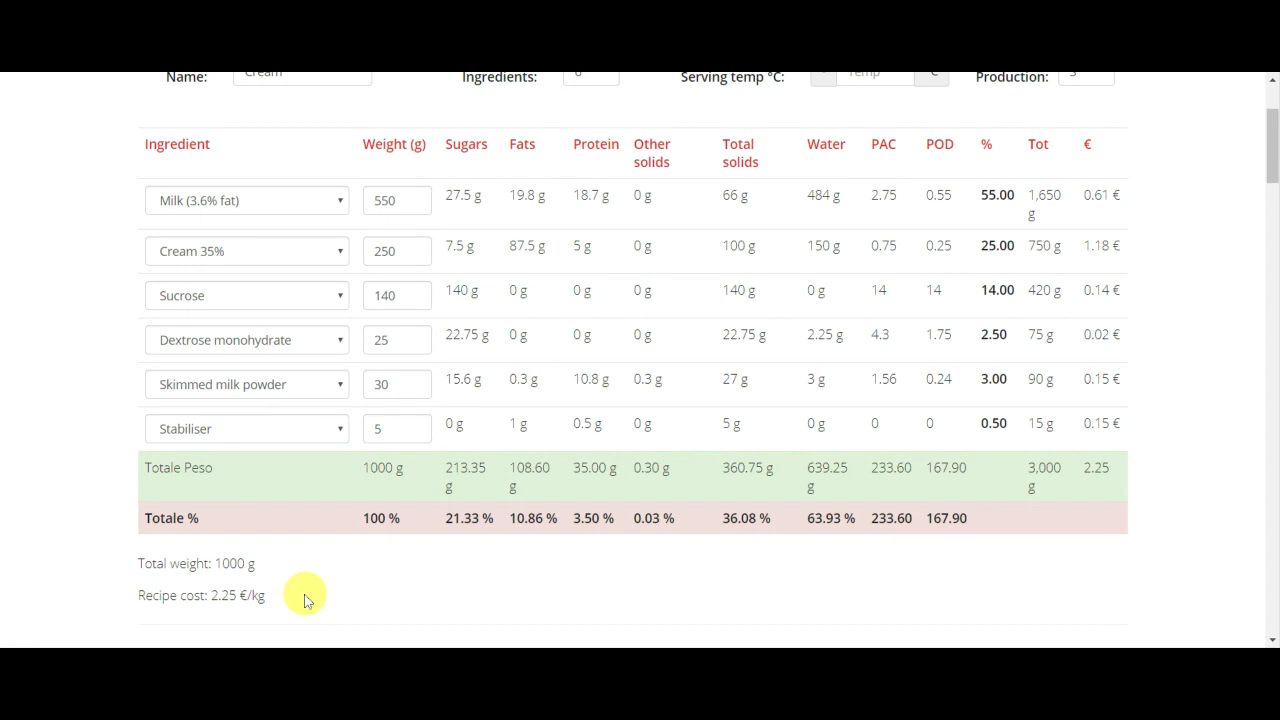 Name: Cream Ingredients: 6 Serving temp °C: - Temp °C Production: 3
Ingredient Weight (g) Sugars Fats Protein Other solids Total solids Water PAC POD % Tot €
Milk (3.6% fat) 550 27.5 g 19.8 g 18.7 g 0 g 66 g 484 g 2.75 0.55 55.00 1,650 g 0.61 €
Cream 35% 250 7.5 g 87.5 g 5 g 0 g 100 g 150 g 0.75 0.25 25.00 750 g 1.18 €
Sucrose 140 140 g 0 g 0 g 0 g 140 g 0 g 14 14 14.00 420 g 0.14 €
Dextrose monohydrate 25 22.75 g 0 g 0 g 0 g 22.75 g 2.25 g 4.3 1.75 2.50 75 g 0.02 €
Skimmed milk powder 30 15.6 g 0.3 g 10.8 g 0.3 g 27 g 3 g 1.56 0.24 3.00 90 g 0.15 €
Stabiliser 5 0 g 1 g 0.5 g 0 g 5 g 0 g 0 0 0.50 15 g 0.15 €
Totale Peso 1000 g 213.35 g 108.60 g 35.00 g 0.30 g 360.75 g 639.25 g 233.60 167.90 3,000 g 2.25
Totale % 100 % 21.33 % 10.86 % 3.50 % 0.03 % 36.08 % 63.93 % 233.60 167.90
Total weight: 1000 g
Recipe cost: 2.25 €/kg